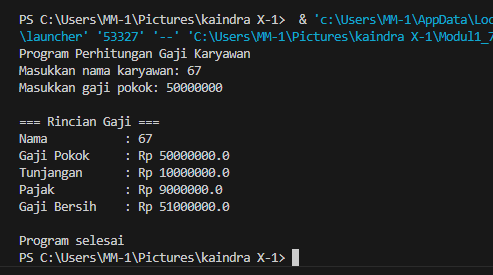 PS C:\Users\MM-1\Pictures\kaindra X-1>  & 'c:\Users\MM-1\AppData\Loc
\launcher' '53327' '--' 'C:\Users\MM-1\Pictures\kaindra X-1\Modul1_7
Program Perhitungan Gaji Karyawan
Masukkan nama karyawan: 67
Masukkan gaji pokok: 50000000

=== Rincian Gaji ===
Nama          : 67
Gaji Pokok    : Rp 50000000.0
Tunjangan     : Rp 10000000.0
Pajak         : Rp 9000000.0
Gaji Bersih   : Rp 51000000.0

Program selesai
PS C:\Users\MM-1\Pictures\kaindra X-1>